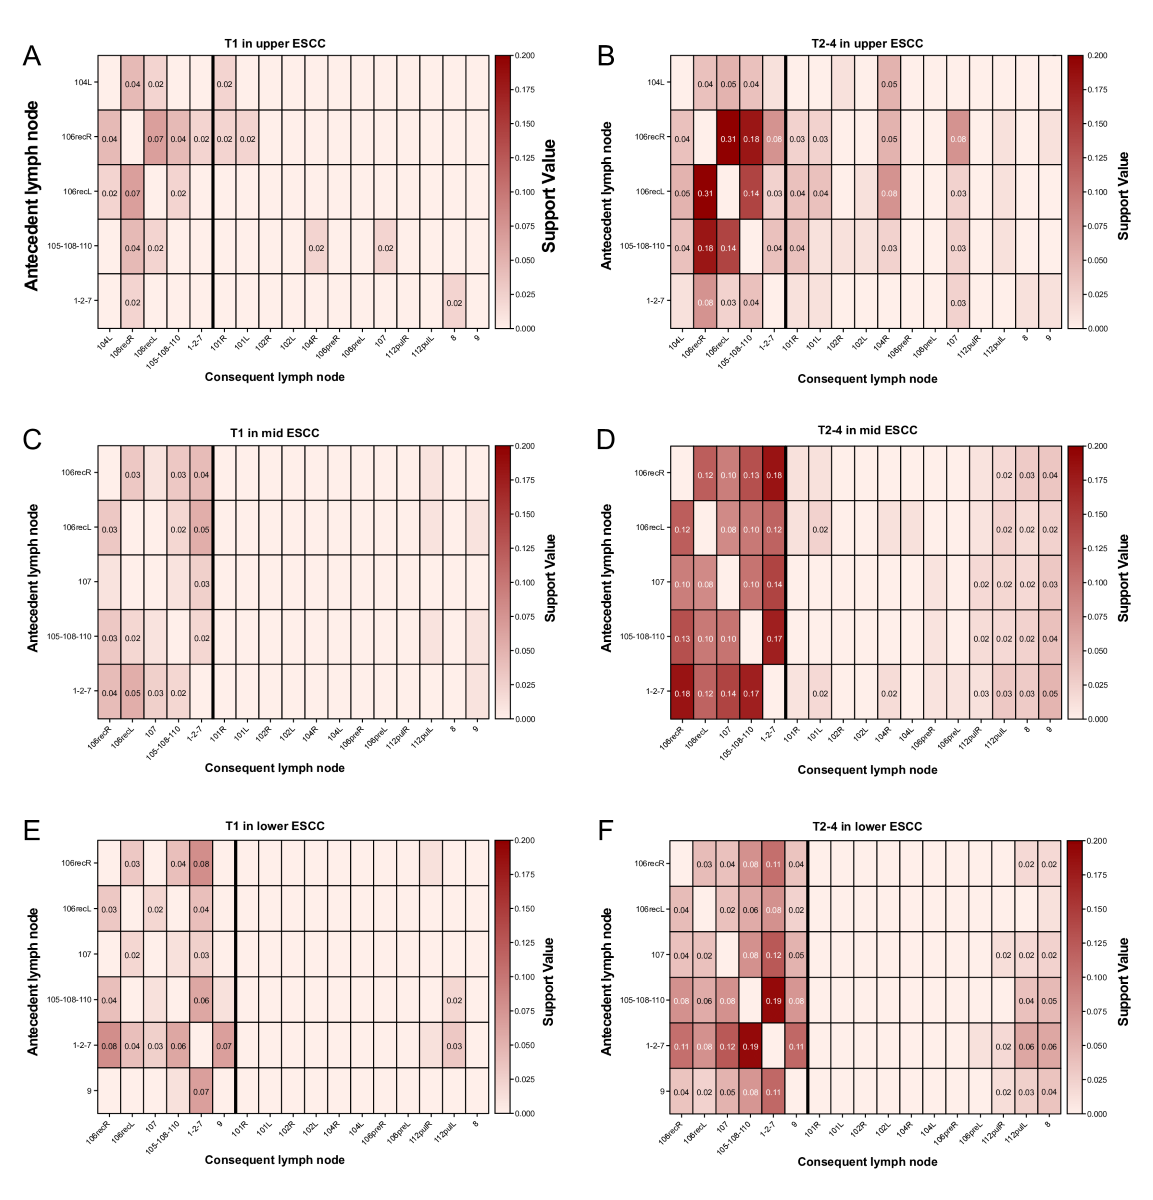 A
T1 in upper ESCC
Antecedent lymph node
104L 0.04 0.02 0.02
106recR 0.04 0.07 0.04 0.02 0.02 0.02
106recL 0.02 0.07 0.02
105-108-110 0.04 0.02 0.02 0.02
1-2-7 0.02 0.02
104L 106recR 106recL 105-108-110 1-2-7 101R 101L 102R 102L 104R 106preR 106preL 107 112pulR 112pulL 8 9
Consequent lymph node
0.200
0.175
0.150
0.125
0.100
0.075
0.050
0.025
0.000
Support Value
B
T2-4 in upper ESCC
Antecedent lymph node
104L 0.04 0.05 0.04 0.05
106recR 0.04 0.31 0.18 0.08 0.03 0.03 0.05 0.08
106recL 0.05 0.31 0.14 0.03 0.04 0.04 0.08 0.03
105-108-110 0.04 0.18 0.14 0.04 0.04 0.03 0.03
1-2-7 0.08 0.03 0.04 0.03
104L 106recR 106recL 105-108-110 1-2-7 101R 101L 102R 102L 104R 106preR 106preL 107 112pulR 112pulL 8 9
Consequent lymph node
0.200
0.175
0.150
0.125
0.100
0.075
0.050
0.025
0.000
Support Value
C
T1 in mid ESCC
Antecedent lymph node
106recR 0.03 0.03 0.04
106recL 0.03 0.02 0.05
107 0.03
105-108-110 0.03 0.02 0.02
1-2-7 0.04 0.05 0.03 0.02
106recR 106recL 107 105-108-110 1-2-7 101R 101L 102R 102L 104R 104L 106preR 106preL 112pulR 112pulL 8 9
Consequent lymph node
0.200
0.175
0.150
0.125
0.100
0.075
0.050
0.025
0.000
Support Value
D
T2-4 in mid ESCC
Antecedent lymph node
106recR 0.12 0.10 0.13 0.18 0.02 0.03 0.04
106recL 0.12 0.08 0.10 0.12 0.02 0.02 0.02 0.02
107 0.10 0.08 0.10 0.14 0.02 0.02 0.02 0.03
105-108-110 0.13 0.10 0.10 0.17 0.02 0.02 0.02 0.04
1-2-7 0.18 0.12 0.14 0.17 0.02 0.02 0.03 0.03 0.03 0.05
106recR 106recL 107 105-108-110 1-2-7 101R 101L 102R 102L 104R 104L 106preR 106preL 112pulR 112pulL 8 9
Consequent lymph node
0.200
0.175
0.150
0.125
0.100
0.075
0.050
0.025
0.000
Support Value
E
T1 in lower ESCC
Antecedent lymph node
106recR 0.03 0.04 0.08
106recL 0.03 0.02 0.04
107 0.02 0.03
105-108-110 0.04 0.06 0.02
1-2-7 0.08 0.04 0.03 0.06 0.07 0.03
9 0.07
106recR 106recL 107 105-108-110 1-2-7 9 101R 101L 102R 102L 104R 104L 106preR 106preL 112pulR 112pulL 8
Consequent lymph node
0.200
0.175
0.150
0.125
0.100
0.075
0.050
0.025
0.000
Support Value
F
T2-4 in lower ESCC
Antecedent lymph node
106recR 0.03 0.04 0.08 0.11 0.04 0.02 0.02
106recL 0.04 0.02 0.06 0.08 0.02
107 0.04 0.02 0.08 0.12 0.05 0.02 0.02 0.02
105-108-110 0.08 0.06 0.08 0.19 0.08 0.04 0.05
1-2-7 0.11 0.08 0.12 0.19 0.11 0.02 0.06 0.06
9 0.04 0.02 0.05 0.08 0.11 0.02 0.03 0.04
106recR 106recL 107 105-108-110 1-2-7 9 101R 101L 102R 102L 104R 104L 106preR 106preL 112pulR 112pulL 8
Consequent lymph node
0.200
0.175
0.150
0.125
0.100
0.075
0.050
0.025
0.000
Support Value